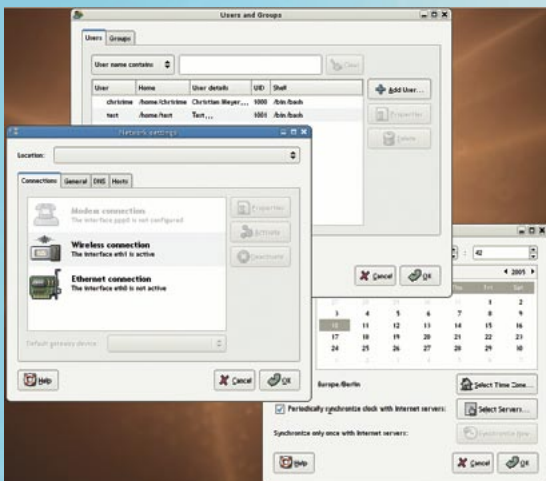 Users and Groups
Users Groups
User name contains
Clear
User Home User details UID Shell
chrisime /home/chrisime Christian Meyer,,, 1000 /bin/bash
test /home/test Test,,, 1001 /bin/bash
Add User...
Properties
Delete
Cancel OK
Network settings
Location:
Connections General DNS Hosts
Modem connection
The interface ppp0 is not configured
Wireless connection
The interface eth1 is active
Ethernet connection
The interface eth0 is not active
Properties
Activate
Deactivate
Default gateway device:
Help Cancel OK
: 42
2005
Thu Fri Sat
1 2
3 4 5 6 7 8 9
10 11 12 13 14 15 16
17 18 19 20 21 22 23
24 25 26 27 28 29 30
Europe/Berlin
Select Time Zone...
Periodically synchronize clock with Internet servers:
Select Servers...
Synchronize only once with Internet servers:
Synchronize Now
Help Cancel OK